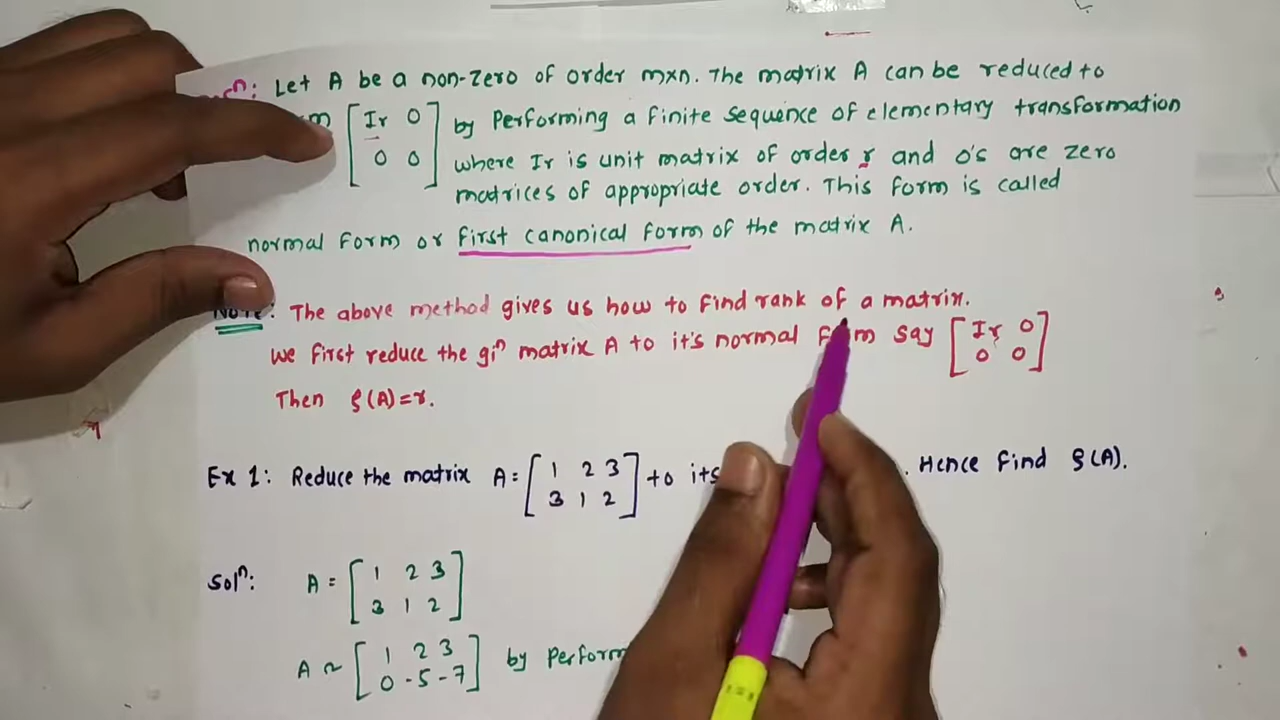 Let A be a non-zero of order mxn. The matrix A can be reduced to
[ Ir 0 by Performing a finite sequence of elementary transformation
0 0 ] where Ir is unit matrix of order r and 0's are zero
matrices of appropriate order. This form is called
normal form or first canonical form of the matrix A.
Note: The above method gives us how to find rank of a matrix.
We first reduce the giⁿ matrix A to it's normal form say [ Ir 0
0 0 ]
Then ρ(A)=r.
Ex 1: Reduce the matrix A = [ 1 2 3 to its . Hence find ρ(A).
3 1 2 ]
Solⁿ: A = [ 1 2 3
3 1 2 ]
A ~ [ 1 2 3 by perform
0 -5 -7 ]